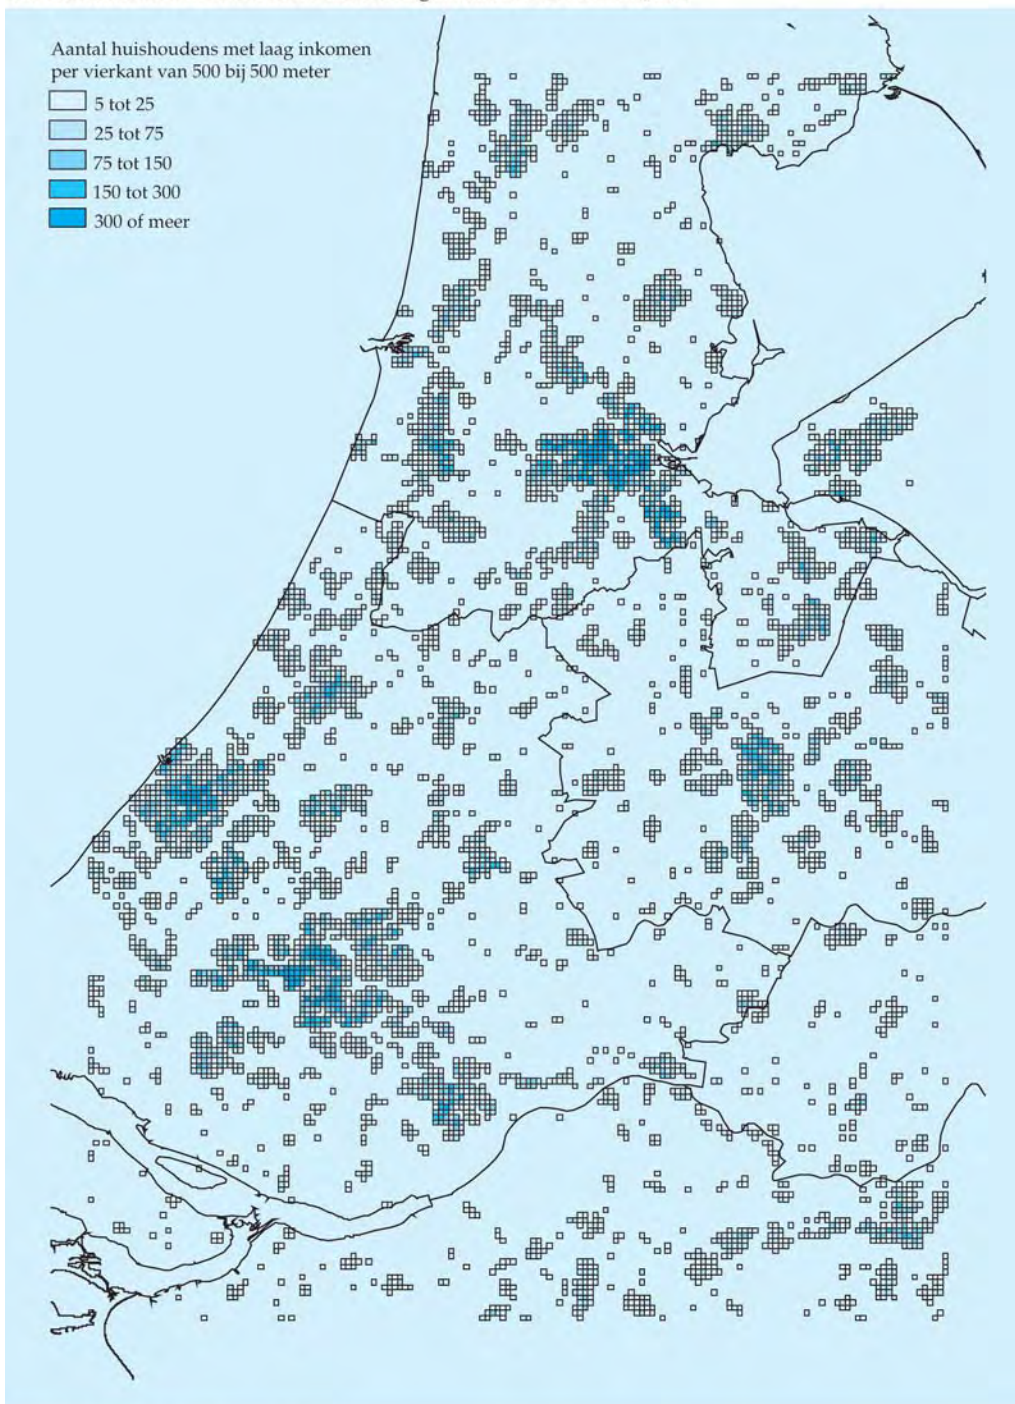 Aantal huishoudens met laag inkomen
per vierkant van 500 bij 500 meter
5 tot 25
25 tot 75
75 tot 150
150 tot 300
300 of meer